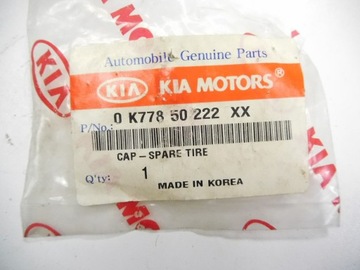 Automobile Genuine Parts
KIA KIA MOTORS®
P/No.: 0 K778 50 222 XX
CAP-SPARE TIRE
Q'ty: 1
MADE IN KOREA